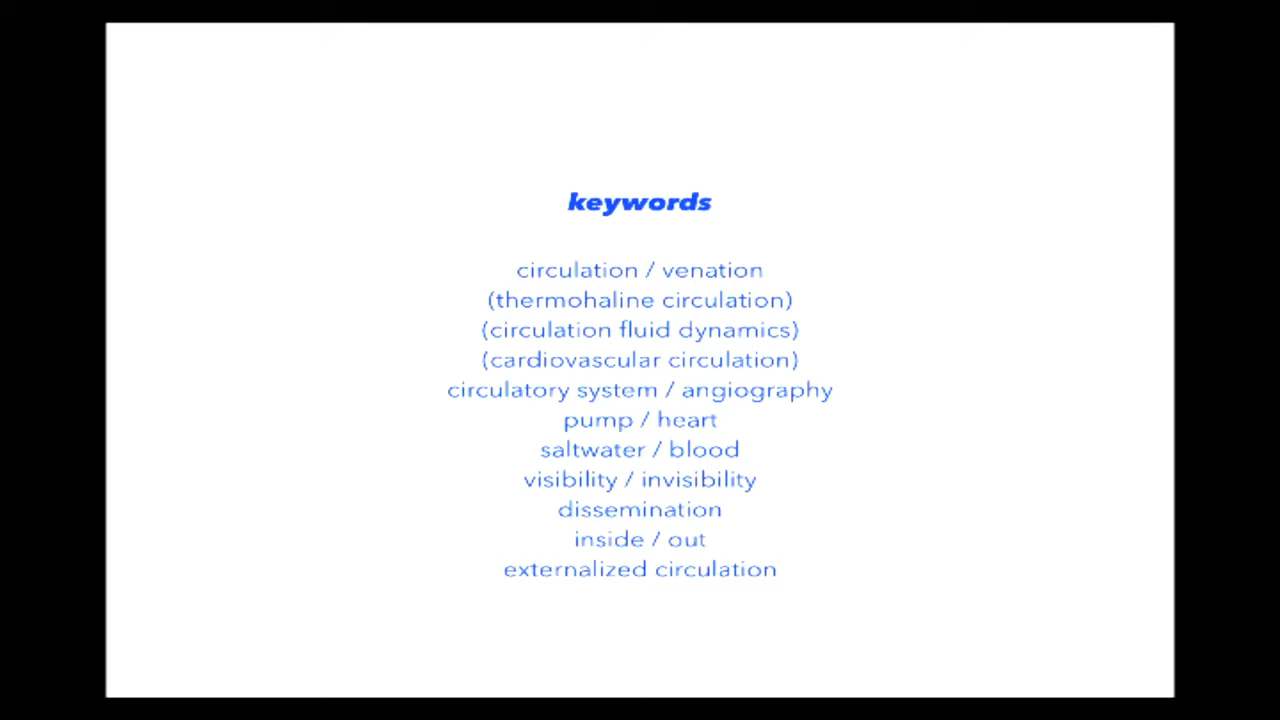 keywords
circulation / venation
(thermohaline circulation)
(circulation fluid dynamics)
(cardiovascular circulation)
circulatory system / angiography
pump / heart
saltwater / blood
visibility / invisibility
dissemination
inside / out
externalized circulation